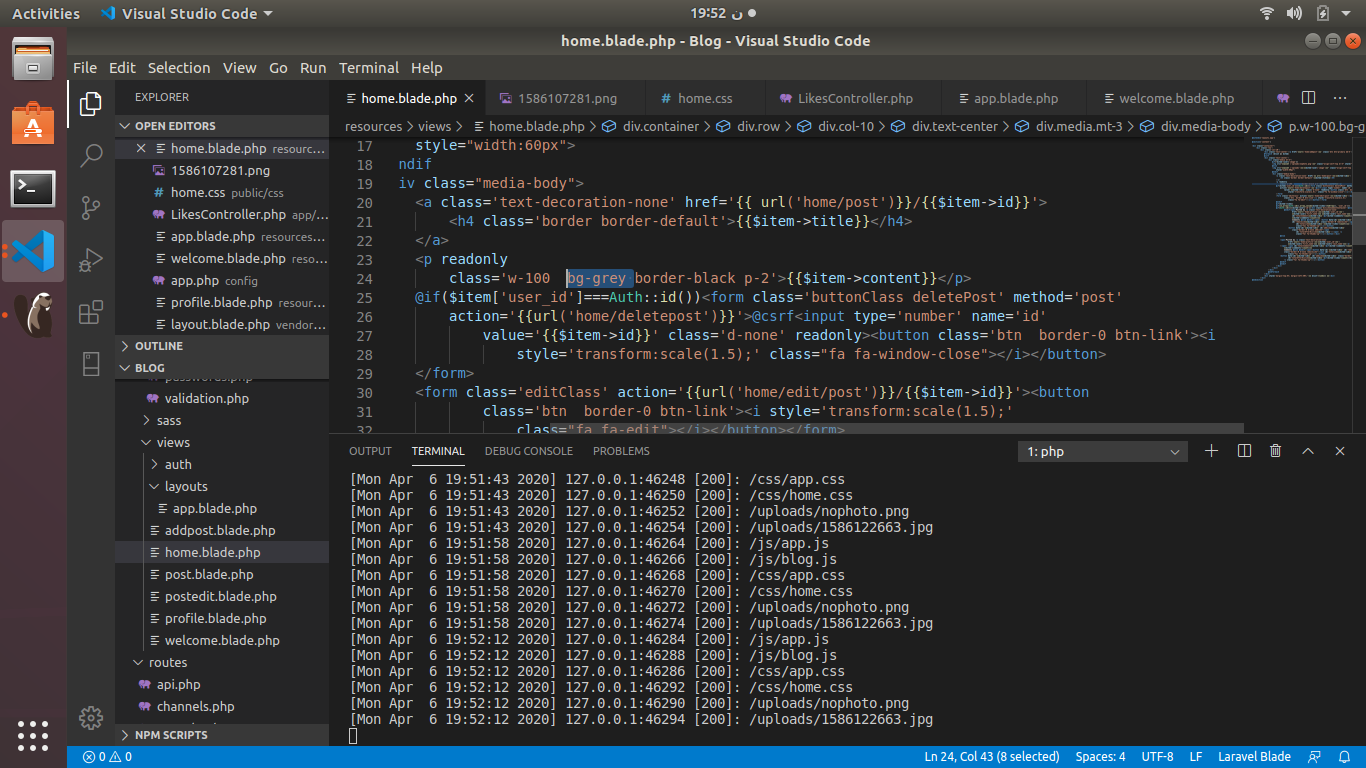 Activities Visual Studio Code 19:52 ن
home.blade.php - Blog - Visual Studio Code
File Edit Selection View Go Run Terminal Help
EXPLORER
OPEN EDITORS
home.blade.php resourc...
1586107281.png
home.css public/css
LikesController.php app/...
app.blade.php resources...
welcome.blade.php reso...
app.php config
profile.blade.php resour...
layout.blade.php vendor...
OUTLINE
BLOG
validation.php
sass
views
auth
layouts
app.blade.php
addpost.blade.php
home.blade.php
post.blade.php
postedit.blade.php
profile.blade.php
welcome.blade.php
routes
api.php
channels.php
NPM SCRIPTS
home.blade.php 1586107281.png home.css LikesController.php app.blade.php welcome.blade.php
resources > views > home.blade.php > div.container > div.row > div.col-10 > div.text-center > div.media.mt-3 > div.media-body > p.w-100.bg-g
17 style="width:60px">
18 ndif
19 iv class="media-body">
20 <a class='text-decoration-none' href='{{ url('home/post')}}/{{$item->id}}'>
21 <h4 class='border border-default'>{{$item->title}}</h4>
22 </a>
23 <p readonly
24 class='w-100  bg-grey border-black p-2'>{{$item->content}}</p>
25 @if($item['user_id']===Auth::id())<form class='buttonClass deletePost' method='post'
26 action='{{url('home/deletepost')}}'>@csrf<input type='number' name='id'
27 value='{{$item->id}}' class='d-none' readonly><button class='btn  border-0 btn-link'><i
28 style='transform:scale(1.5);' class="fa fa-window-close"></i></button>
29 </form>
30 <form class='editClass' action='{{url('home/edit/post')}}/{{$item->id}}'><button
31 class='btn  border-0 btn-link'><i style='transform:scale(1.5);'
32 class="fa fa-edit"></i></button></form>
OUTPUT TERMINAL DEBUG CONSOLE PROBLEMS 1: php
[Mon Apr  6 19:51:43 2020] 127.0.0.1:46248 [200]: /css/app.css
[Mon Apr  6 19:51:43 2020] 127.0.0.1:46250 [200]: /css/home.css
[Mon Apr  6 19:51:43 2020] 127.0.0.1:46252 [200]: /uploads/nophoto.png
[Mon Apr  6 19:51:43 2020] 127.0.0.1:46254 [200]: /uploads/1586122663.jpg
[Mon Apr  6 19:51:58 2020] 127.0.0.1:46264 [200]: /js/app.js
[Mon Apr  6 19:51:58 2020] 127.0.0.1:46266 [200]: /js/blog.js
[Mon Apr  6 19:51:58 2020] 127.0.0.1:46268 [200]: /css/app.css
[Mon Apr  6 19:51:58 2020] 127.0.0.1:46270 [200]: /css/home.css
[Mon Apr  6 19:51:58 2020] 127.0.0.1:46272 [200]: /uploads/nophoto.png
[Mon Apr  6 19:51:58 2020] 127.0.0.1:46274 [200]: /uploads/1586122663.jpg
[Mon Apr  6 19:52:12 2020] 127.0.0.1:46284 [200]: /js/app.js
[Mon Apr  6 19:52:12 2020] 127.0.0.1:46288 [200]: /js/blog.js
[Mon Apr  6 19:52:12 2020] 127.0.0.1:46286 [200]: /css/app.css
[Mon Apr  6 19:52:12 2020] 127.0.0.1:46292 [200]: /css/home.css
[Mon Apr  6 19:52:12 2020] 127.0.0.1:46290 [200]: /uploads/nophoto.png
[Mon Apr  6 19:52:12 2020] 127.0.0.1:46294 [200]: /uploads/1586122663.jpg
0 0 Ln 24, Col 43 (8 selected) Spaces: 4 UTF-8 LF Laravel Blade